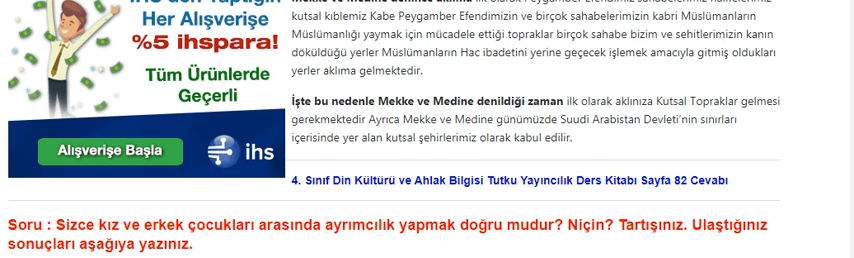 Her Alışverişe
%5 ihspara!
Tüm Ürünlerde
Geçerli
Alışverişe Başla
ihs
kutsal kıblemiz Kabe Peygamber Efendimizin ve birçok sahabelerimizin kabri Müslümanların
Müslümanlığı yaymak için mücadele ettiği topraklar birçok sahabe bizim ve sehitlerimizin kanın
döküldüğü yerler Müslümanların Hac ibadetini yerine geçecek işlemek amacıyla gitmiş oldukları
yerler aklıma gelmektedir.
İşte bu nedenle Mekke ve Medine denildiği zaman ilk olarak aklınıza Kutsal Topraklar gelmesi
gerekmektedir Ayrıca Mekke ve Medine günümüzde Suudi Arabistan Devleti’nin sınırları
içerisinde yer alan kutsal şehirlerimiz olarak kabul edilir.
4. Sınıf Din Kültürü ve Ahlak Bilgisi Tutku Yayıncılık Ders Kitabı Sayfa 82 Cevabı
Soru : Sizce kız ve erkek çocukları arasında ayrımcılık yapmak doğru mudur? Niçin? Tartışınız. Ulaştığınız
sonuçları aşağıya yazınız.